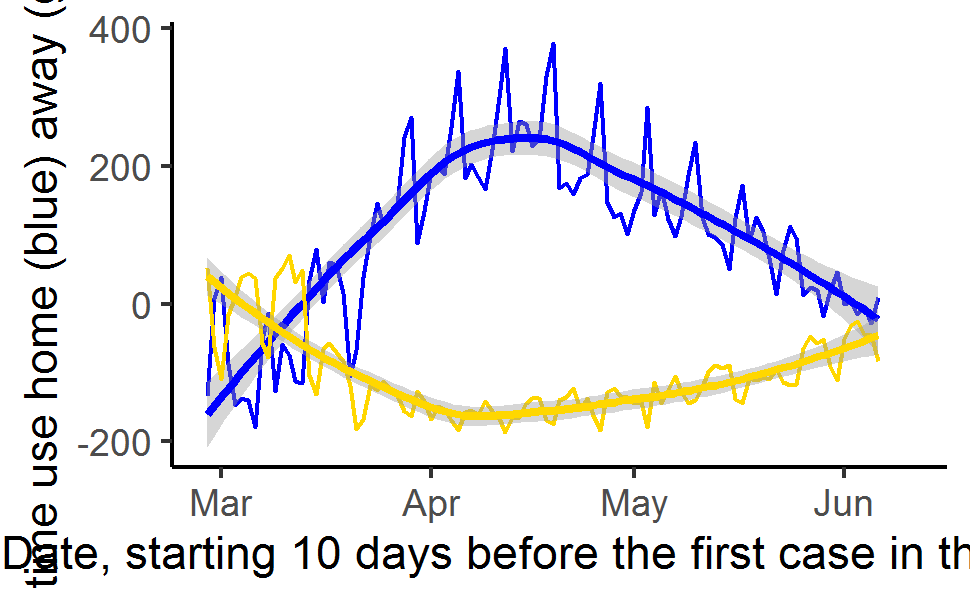 time use home (blue) away (g
400
200
0
-200
Mar Apr May Jun
Date, starting 10 days before the first case in th